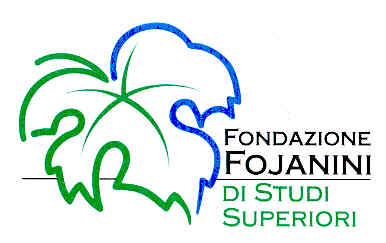 FONDAZIONE
FOJANINI
DI STUDI
SUPERIORI